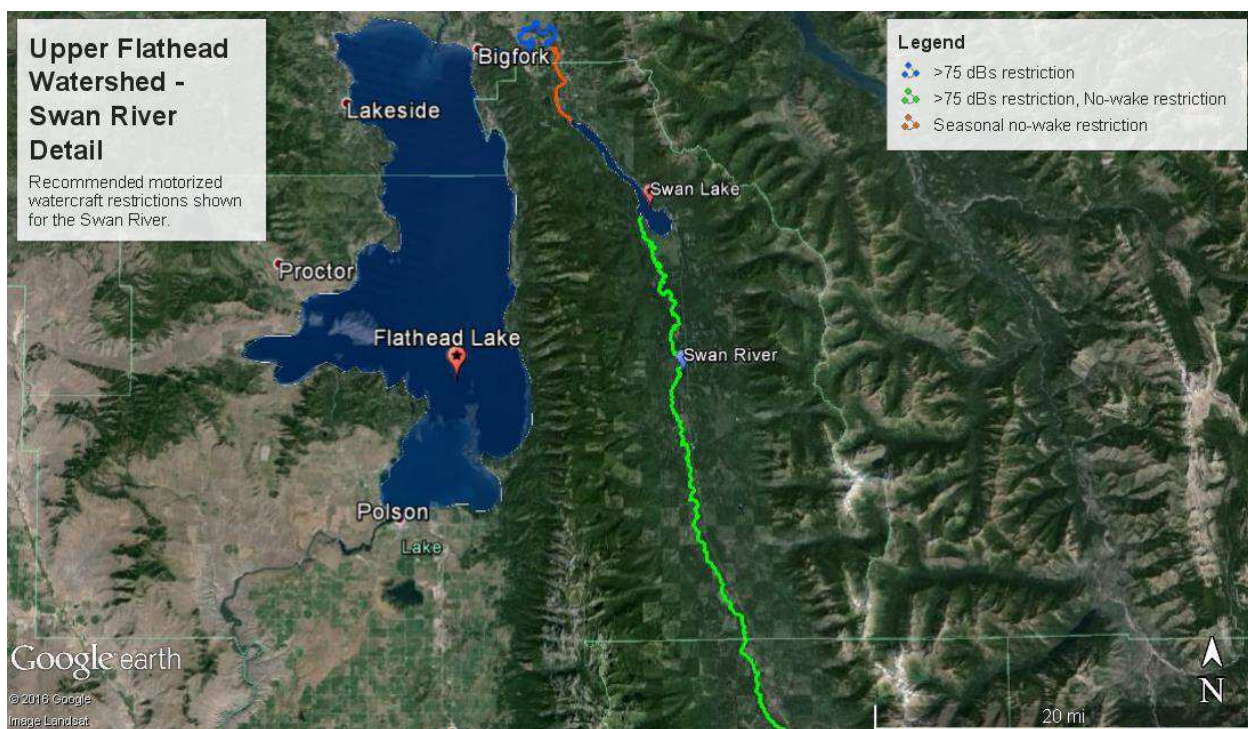 Upper Flathead
Watershed -
Swan River
Detail
Recommended motorized
watercraft restrictions shown
for the Swan River.
Legend
>75 dBs restriction
>75 dBs restriction, No-wake restriction
Seasonal no-wake restriction
Bigfork
Lakeside
Swan Lake
Proctor
Flathead Lake
Swan River
Polson
Lake
Google earth
© 2016 Google
Image Landsat
N
20 mi